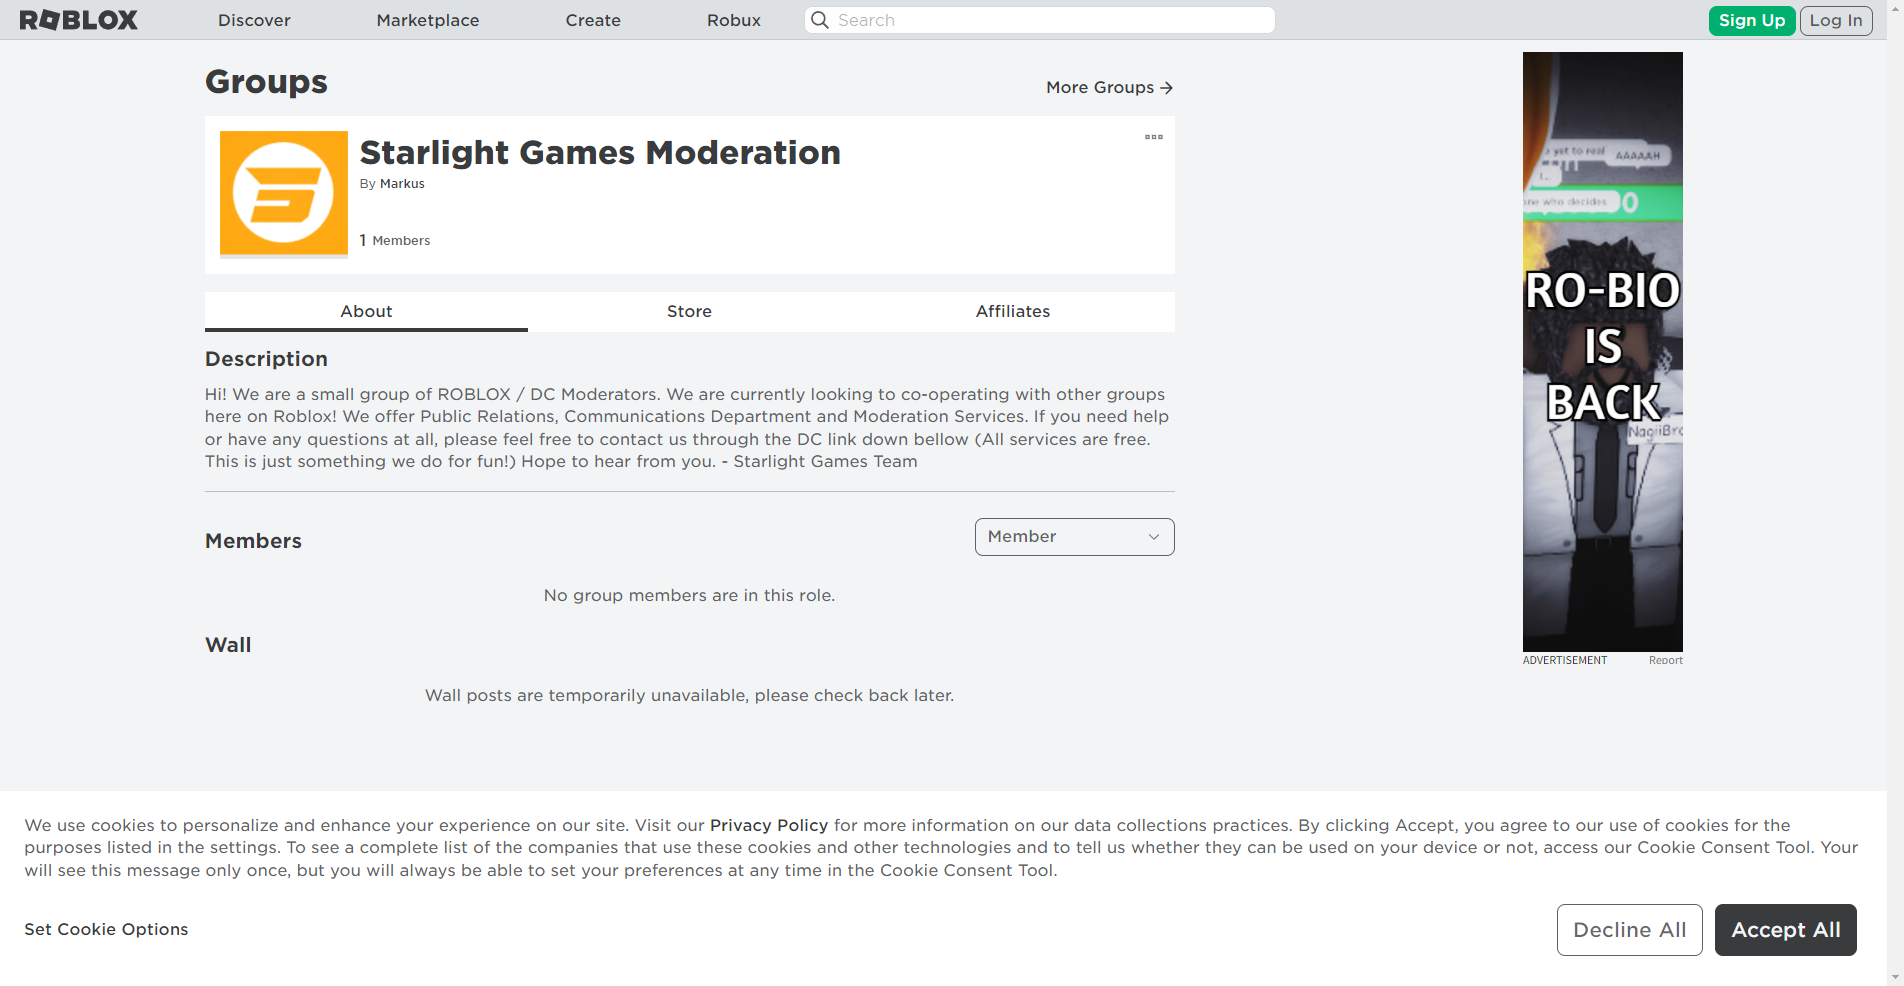 ROBLOX
Discover
Marketplace
Create
Robux
Search
Sign Up
Log In
Groups
More Groups
Starlight Games Moderation
By Markus
1 Members
About
Store
Affiliates
Description
Hi! We are a small group of ROBLOX / DC Moderators. We are currently looking to co-operating with other groups
here on Roblox! We offer Public Relations, Communications Department and Moderation Services. If you need help
or have any questions at all, please feel free to contact us through the DC link down bellow (All services are free.
This is just something we do for fun!) Hope to hear from you. - Starlight Games Team
Members
Member
No group members are in this role.
Wall
Wall posts are temporarily unavailable, please check back later.
yet to real
AAAAAH
one who decides.
RO-BIO
IS
BACK
ADVERTISEMENT
Report
We use cookies to personalize and enhance your experience on our site. Visit our Privacy Policy for more information on our data collections practices. By clicking Accept, you agree to our use of cookies for the
purposes listed in the settings. To see a complete list of the companies that use these cookies and other technologies and to tell us whether they can be used on your device or not, access our Cookie Consent Tool. Your
will see this message only once, but you will always be able to set your preferences at any time in the Cookie Consent Tool.
Set Cookie Options
Decline All
Accept All